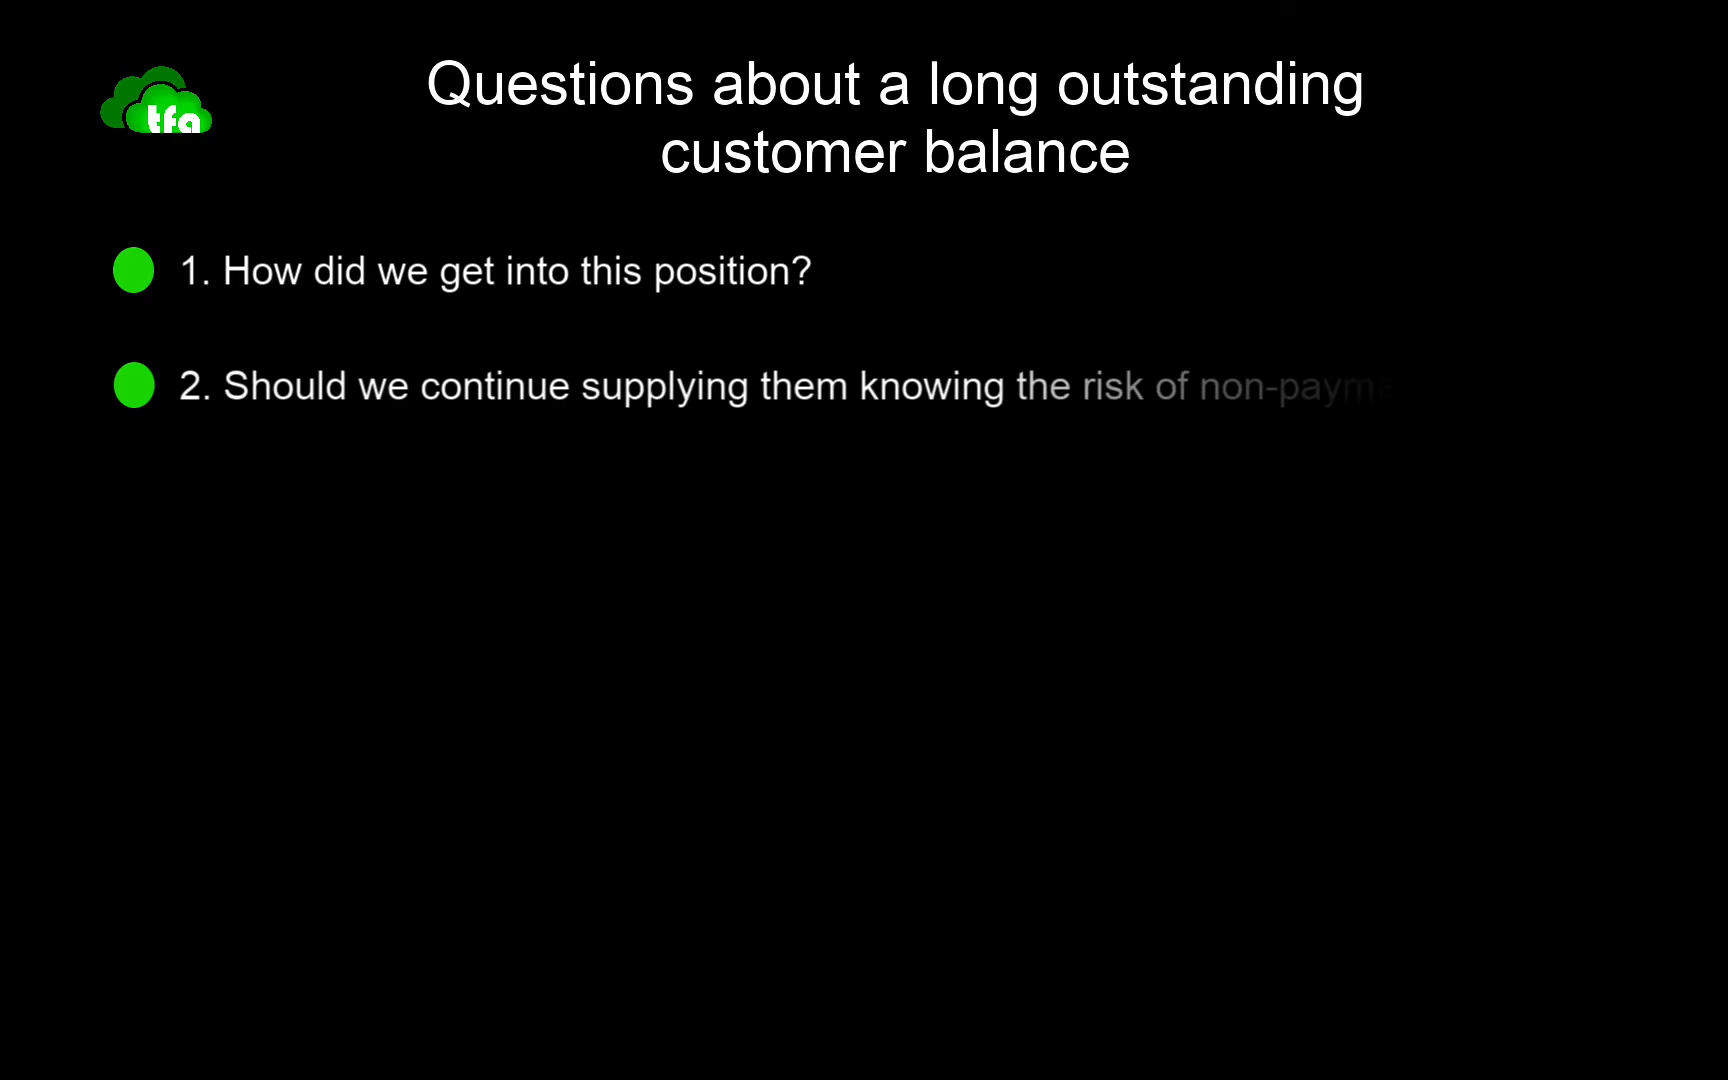 tfa
Questions about a long outstanding
customer balance
1. How did we get into this position?
2. Should we continue supplying them knowing the risk of non-payme